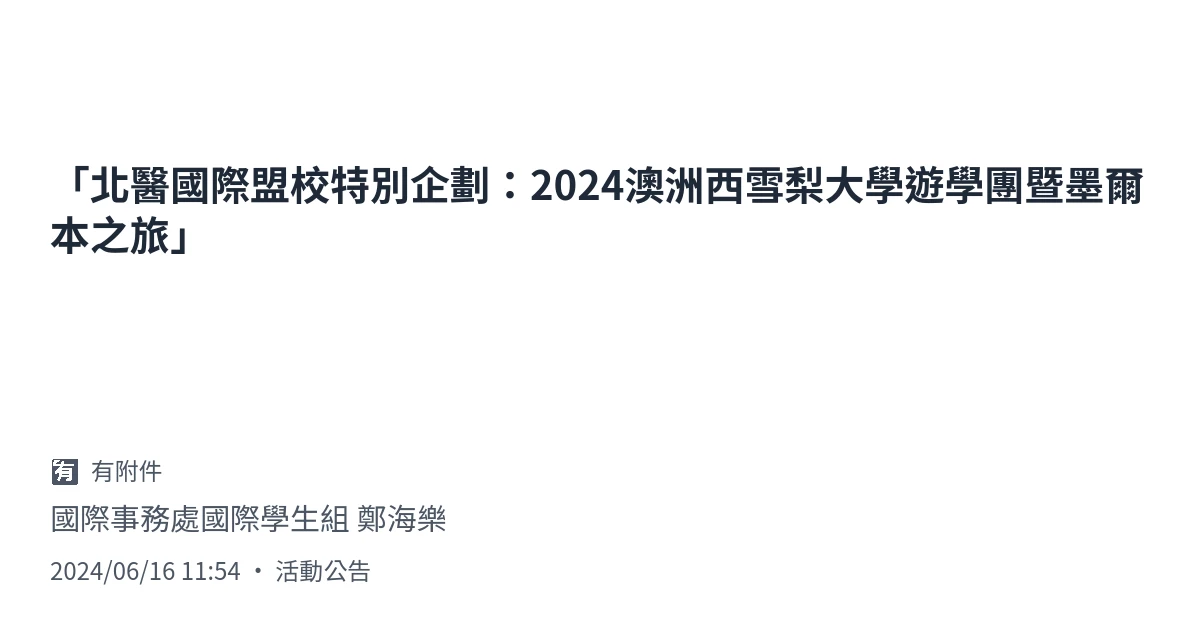 「北醫國際盟校特別企劃：2024澳洲西雪梨大學遊學團暨墨爾
本之旅」
有 有附件
國際事務處國際學生組 鄭海樂
2024/06/16 11:54 • 活動公告